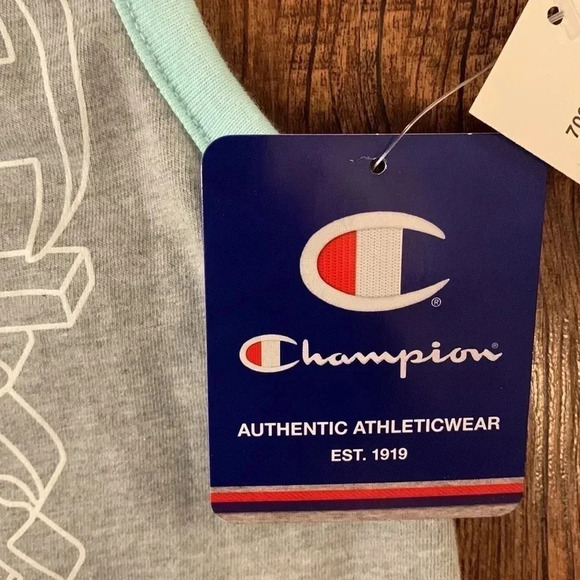 C
®
Champion®
AUTHENTIC ATHLETICWEAR
EST. 1919